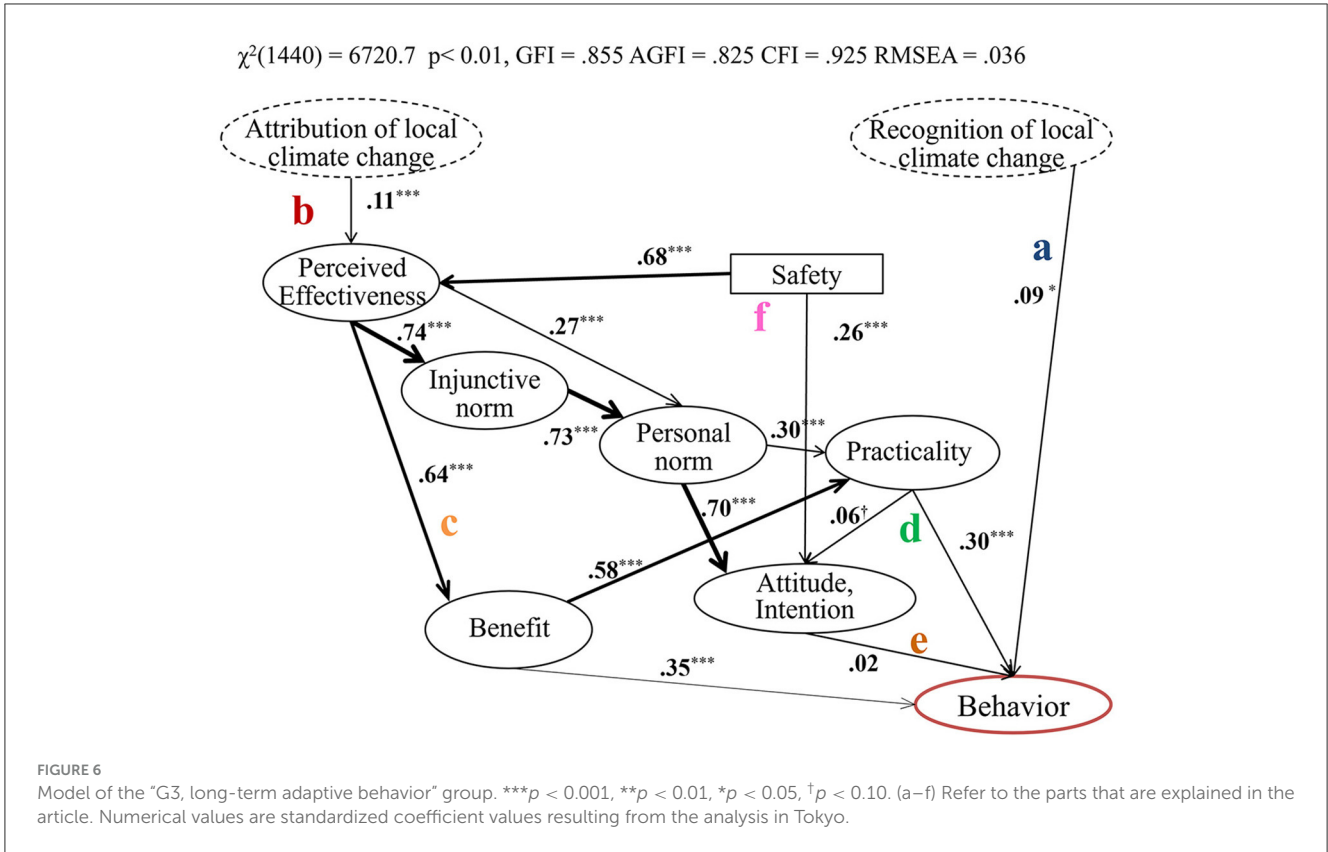 χ²(1440) = 6720.7 p< 0.01, GFI = .855 AGFI = .825 CFI = .925 RMSEA = .036
Attribution of local
climate change
Recognition of local
climate change
b
.11***
a
.09 *
Perceived
Effectiveness
.68***
Safety
f
.26***
.74***
.27***
Injunctive
norm
.73***
Personal
norm
.30***
Practicality
.64***
c
.70***
.06†
d
.30***
.58***
Attitude,
Intention
Benefit
e
.02
.35***
Behavior
FIGURE 6
Model of the “G3, long-term adaptive behavior” group. ***p < 0.001, **p < 0.01, *p < 0.05, †p < 0.10. (a–f) Refer to the parts that are explained in the
article. Numerical values are standardized coefficient values resulting from the analysis in Tokyo.